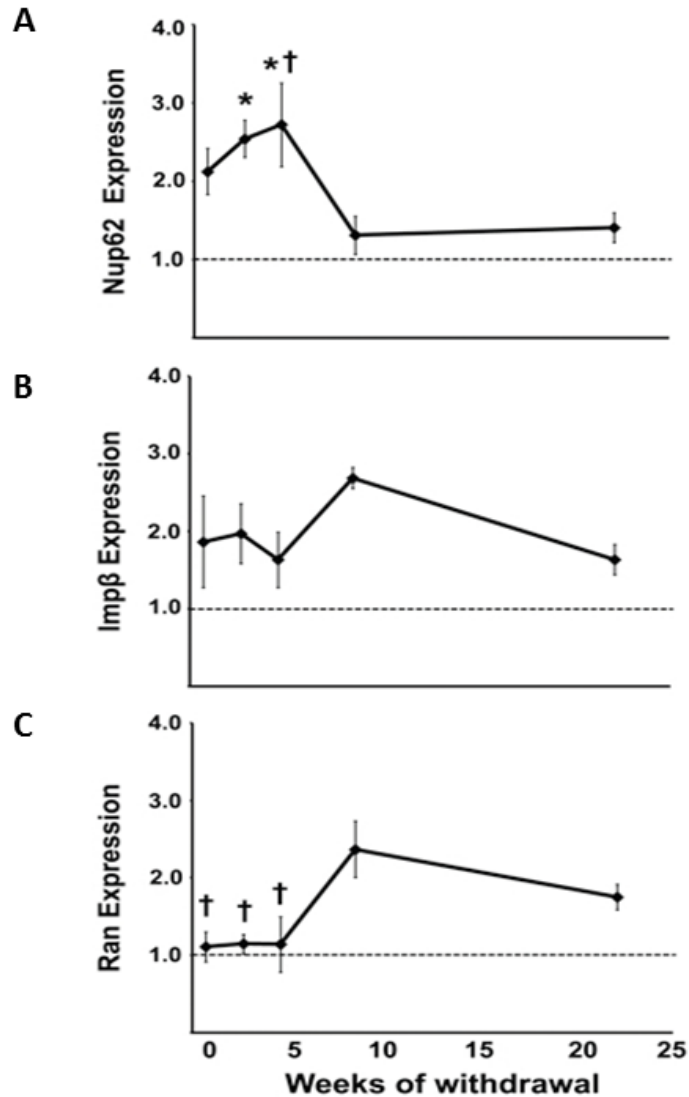 A
Nup62 Expression
4.0
3.0
2.0
1.0
*
*†
B
Impβ Expression
4.0
3.0
2.0
1.0
C
Ran Expression
4.0
3.0
2.0
1.0
†
†
†
0 5 10 15 20 25
Weeks of withdrawal